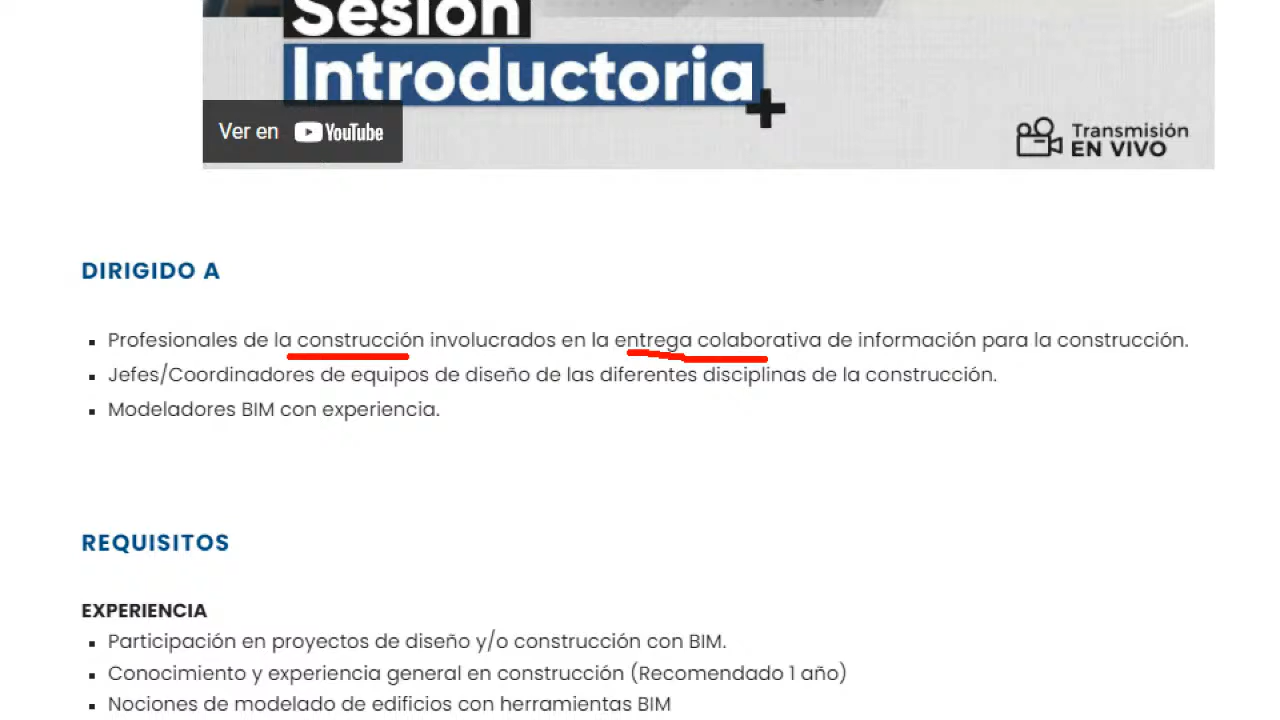 Sesión
Introductoria
Ver en YouTube
Transmisión
EN VIVO
DIRIGIDO A
▪ Profesionales de la construcción involucrados en la entrega colaborativa de información para la construcción.
▪ Jefes/Coordinadores de equipos de diseño de las diferentes disciplinas de la construcción.
▪ Modeladores BIM con experiencia.
REQUISITOS
EXPERIENCIA
▪ Participación en proyectos de diseño y/o construcción con BIM.
▪ Conocimiento y experiencia general en construcción (Recomendado 1 año)
▪ Nociones de modelado de edificios con herramientas BIM